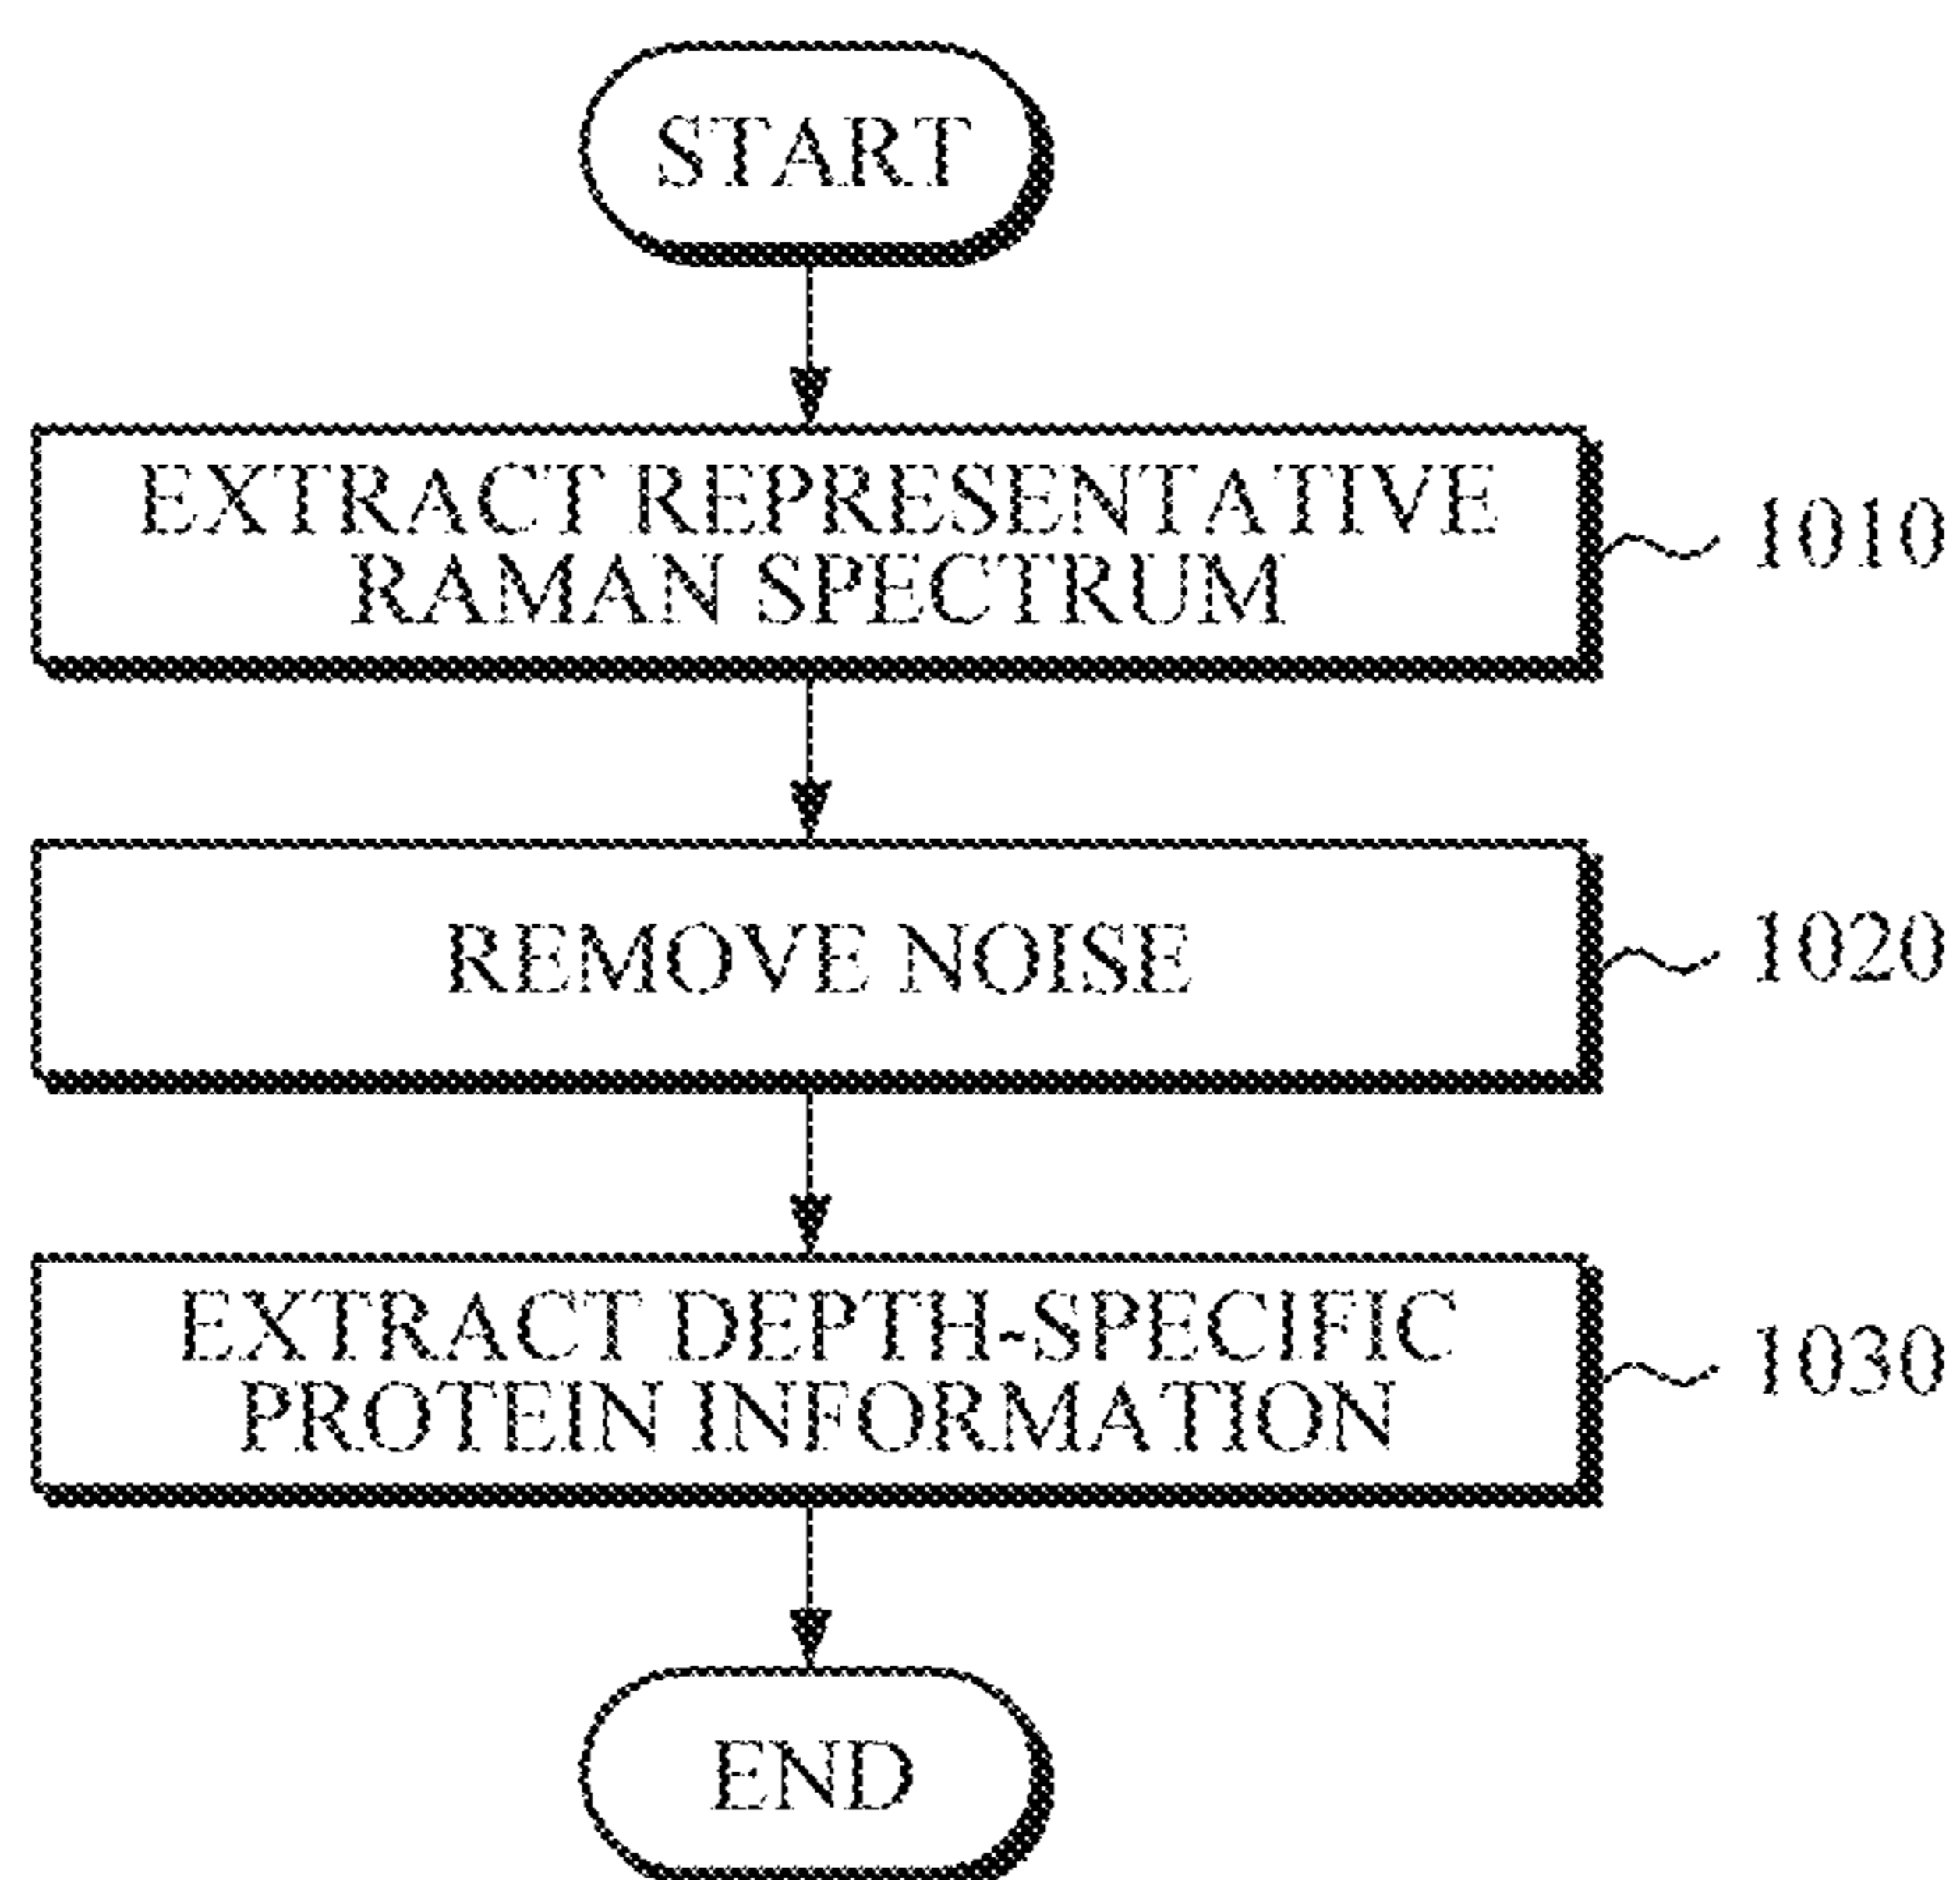 START
EXTRACT REPRESENTATIVE
RAMAN SPECTRUM
1010
REMOVE NOISE
1020
EXTRACT DEPTH-SPECIFIC
PROTEIN INFORMATION
1030
END